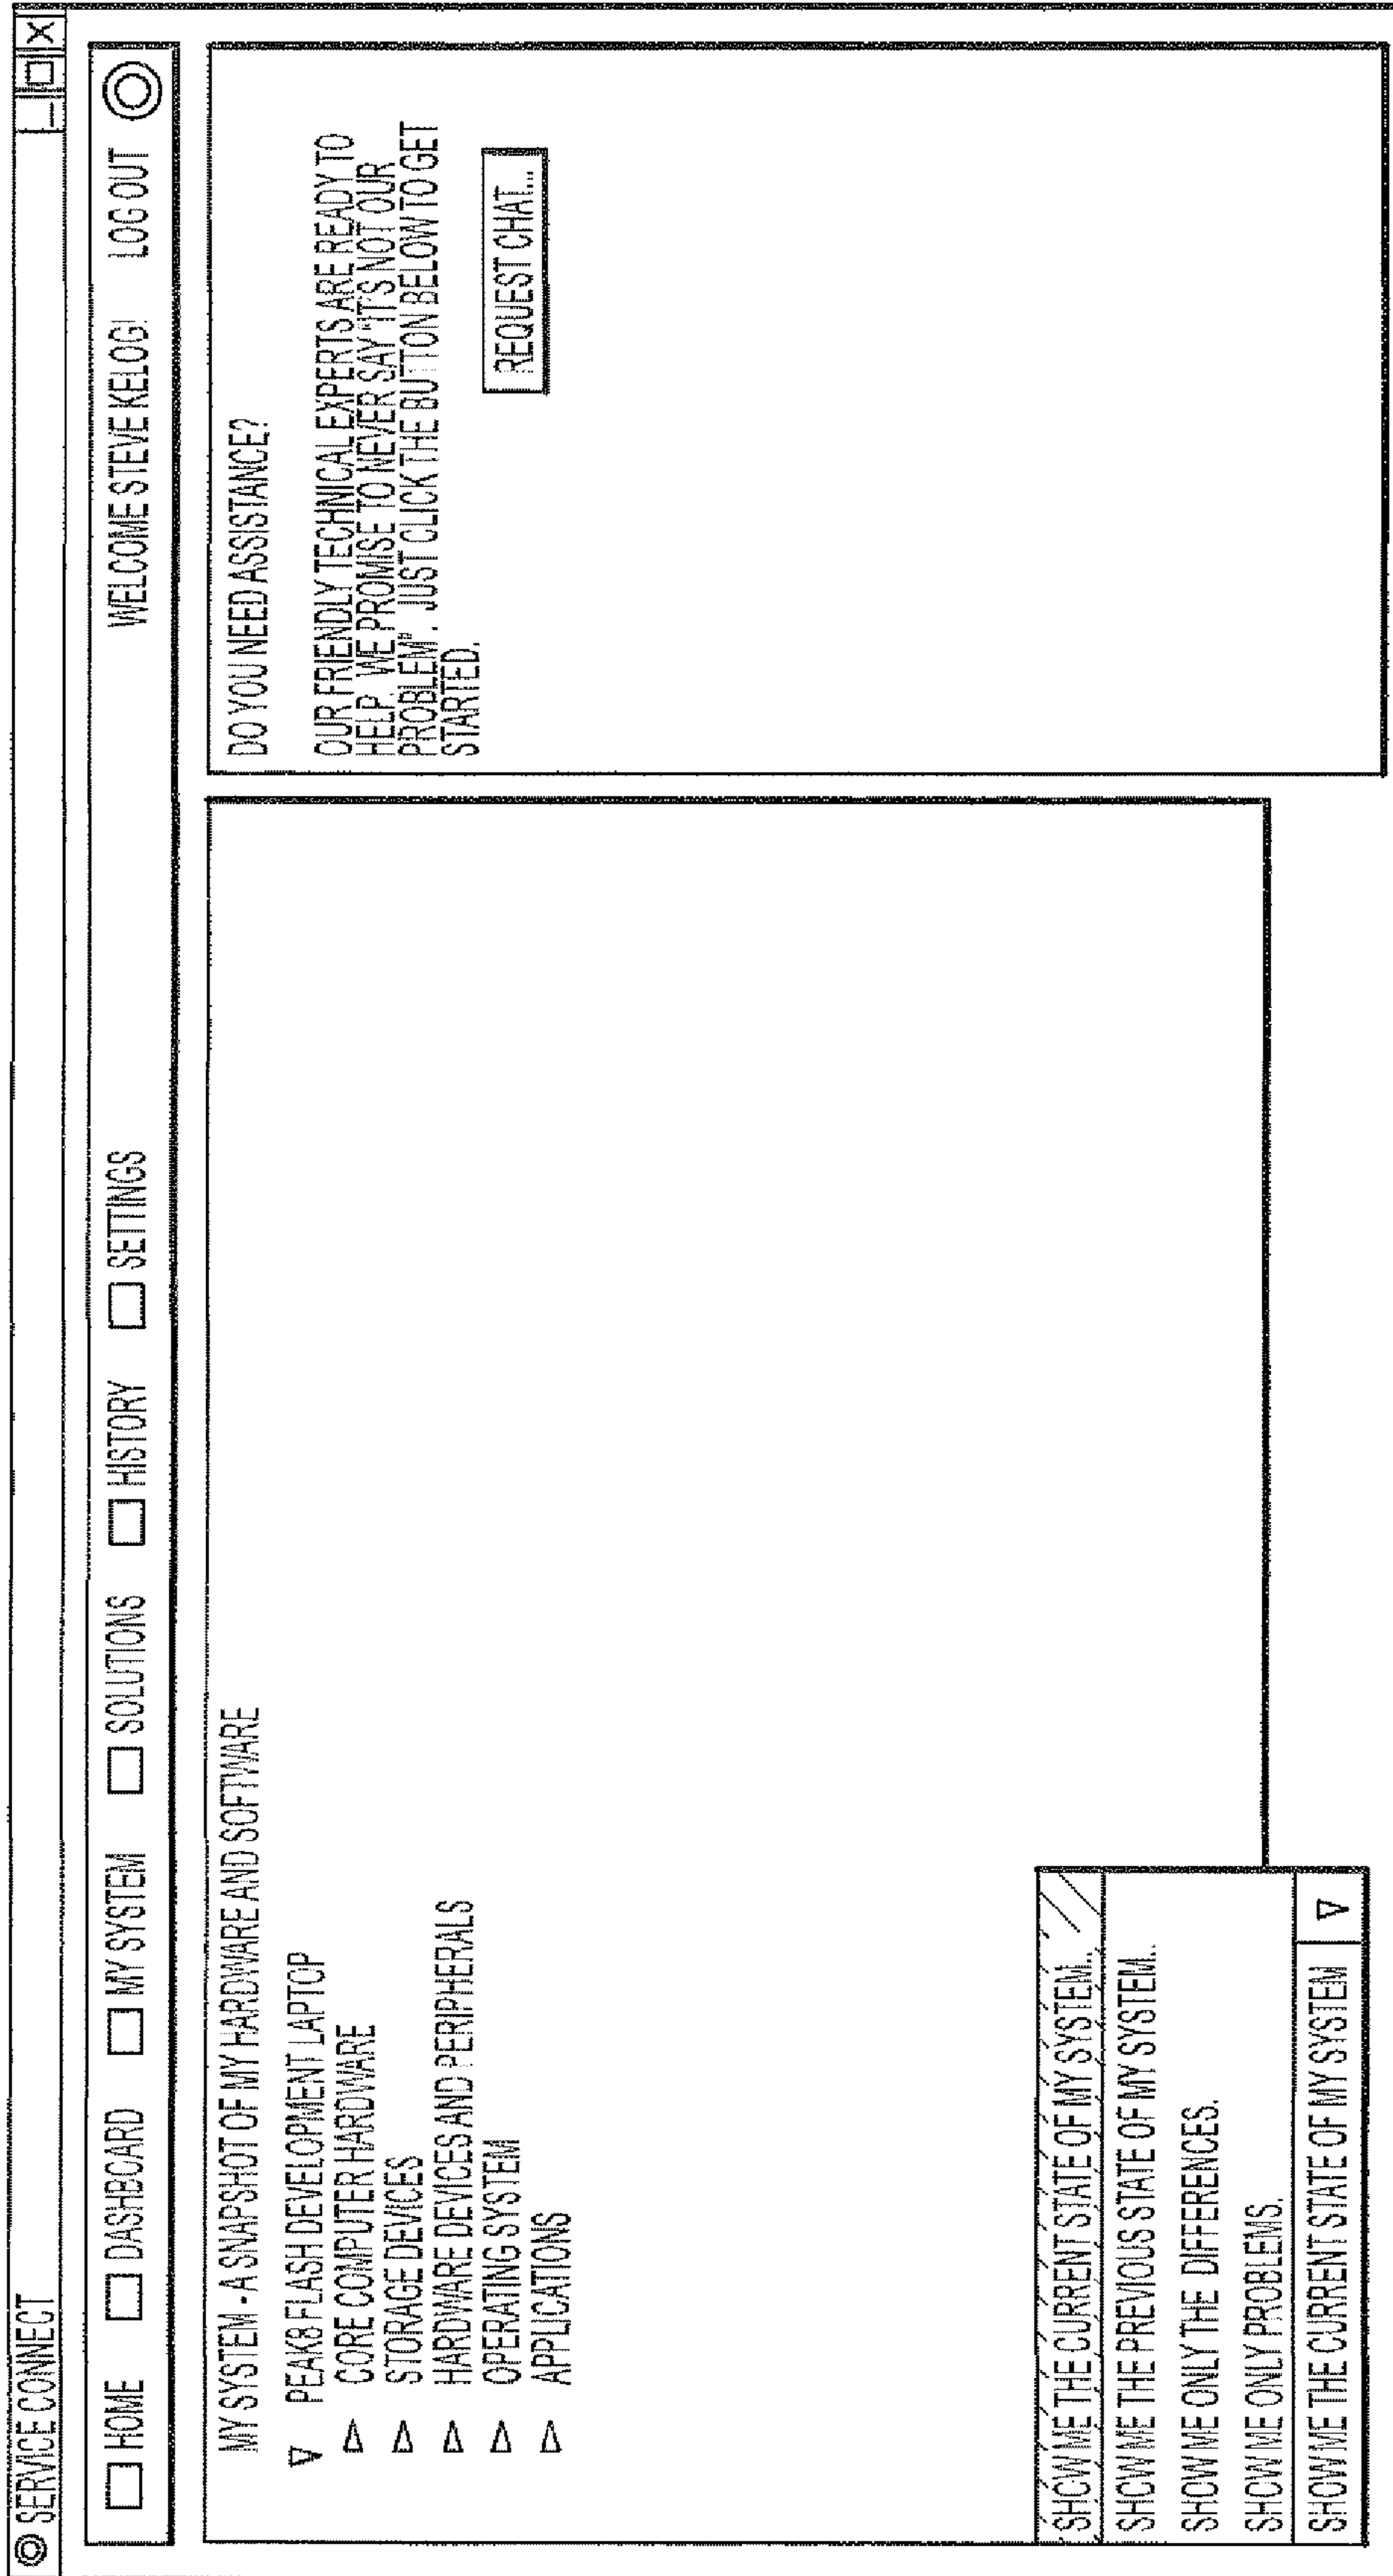 SERVICE CONNECT
HOME DASHBOARD MY SYSTEM SOLUTIONS HISTORY SETTINGS WELCOME STEVE KELOG! LOG OUT
MY SYSTEM - A SNAPSHOT OF MY HARDWARE AND SOFTWARE
PEAK8 FLASH DEVELOPMENT LAPTOP
CORE COMPUTER HARDWARE
STORAGE DEVICES
HARDWARE DEVICES AND PERIPHERALS
OPERATING SYSTEM
APPLICATIONS
SHOW ME THE CURRENT STATE OF MY SYSTEM..
SHOW ME THE PREVIOUS STATE OF MY SYSTEM..
SHOW ME ONLY THE DIFFERENCES.
SHOW ME ONLY PROBLEMS.
SHOW ME THE CURRENT STATE OF MY SYSTEM
DO YOU NEED ASSISTANCE?
OUR FRIENDLY TECHNICAL EXPERTS ARE READY TO
HELP. WE PROMISE TO NEVER SAY "IT'S NOT OUR
PROBLEM". JUST CLICK THE BUTTON BELOW TO GET
STARTED.
REQUEST CHAT...